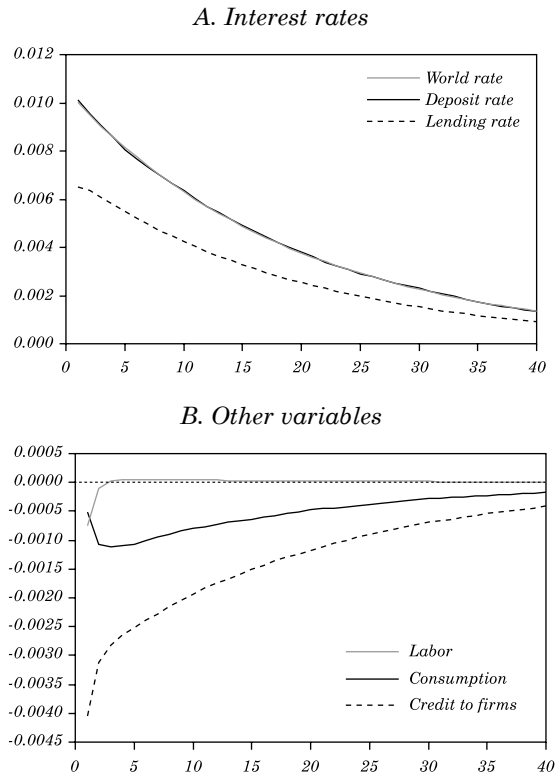 A. Interest rates
0.012
0.010
0.008
0.006
0.004
0.002
0.000
World rate
Deposit rate
Lending rate
0 5 10 15 20 25 30 35 40
B. Other variables
0.0005
0.0000
-0.0005
-0.0010
-0.0015
-0.0020
-0.0025
-0.0030
-0.0035
-0.0040
-0.0045
Labor
Consumption
Credit to firms
0 5 10 15 20 25 30 35 40